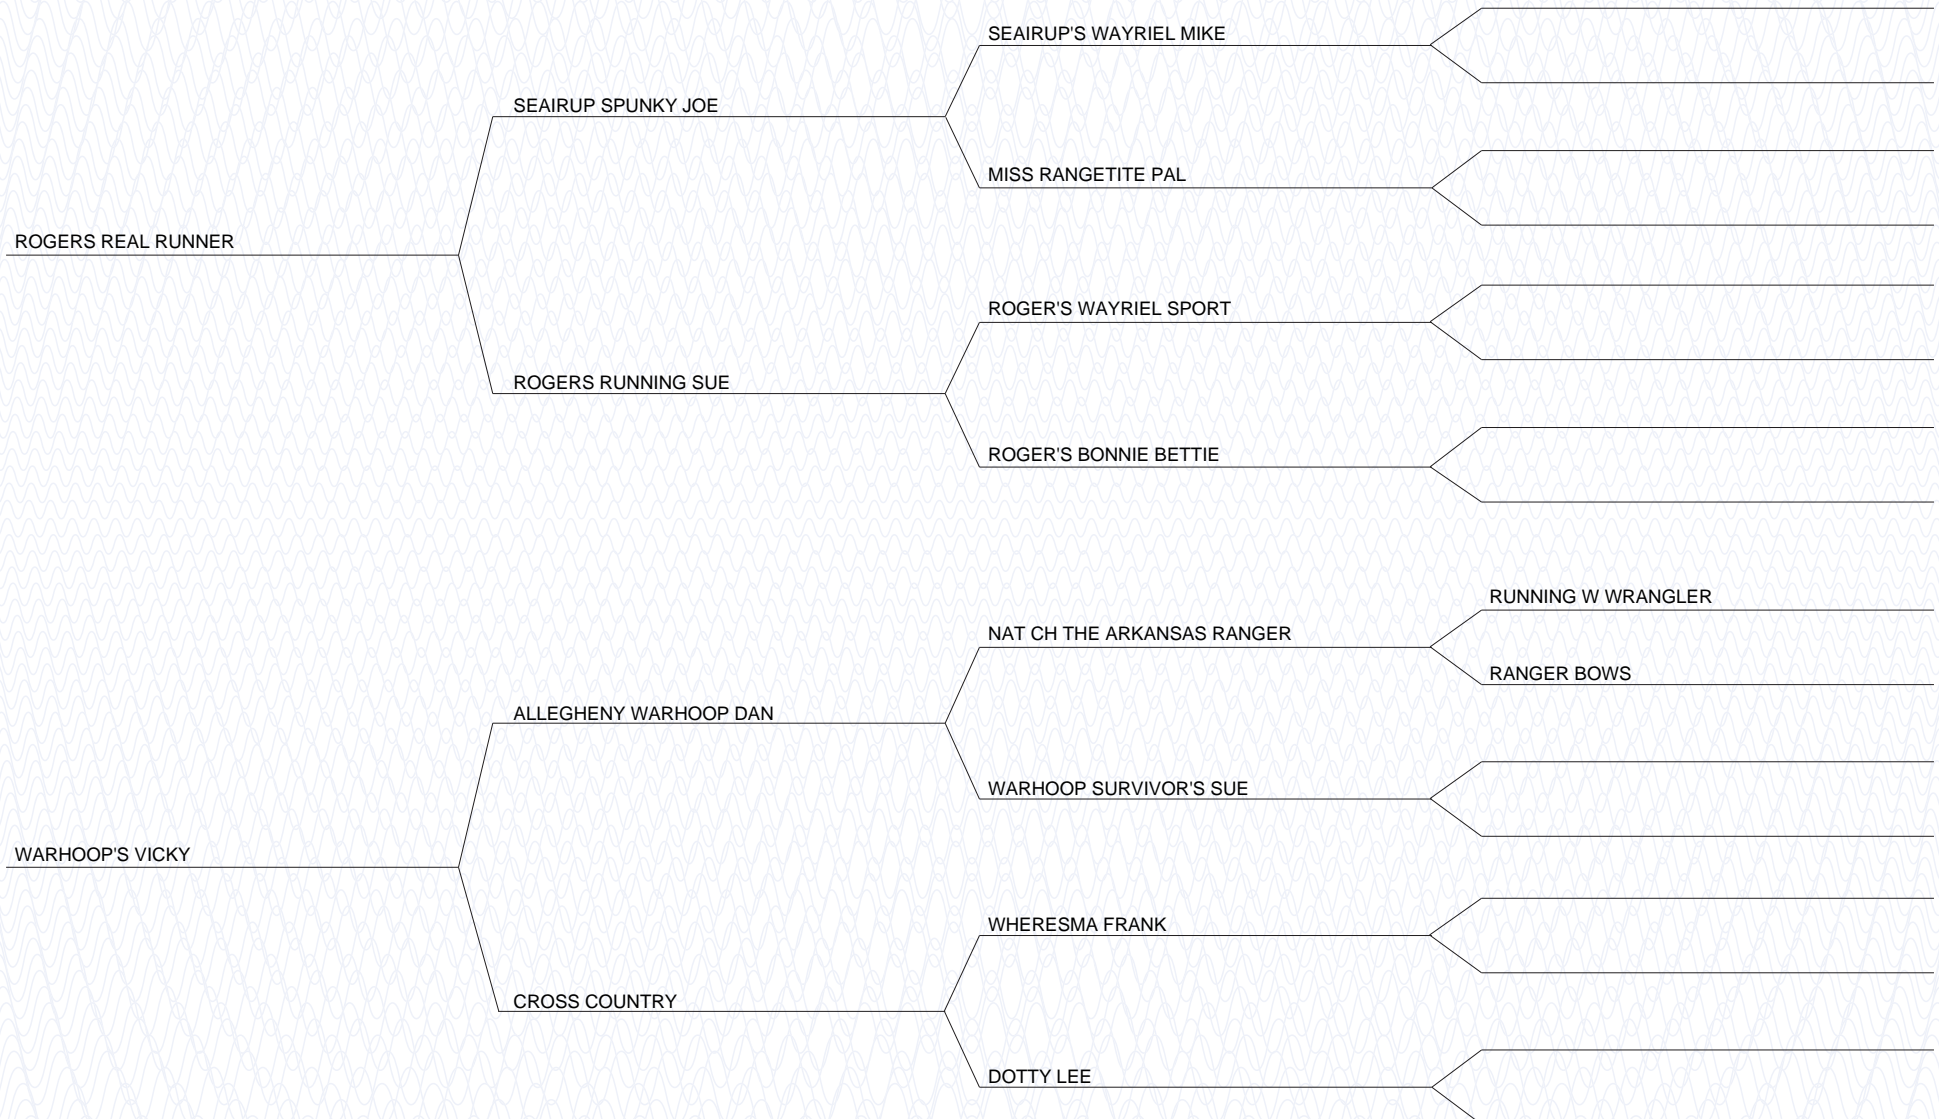 SEAIRUP'S WAYRIEL MIKE
SEAIRUP SPUNKY JOE
MISS RANGETITE PAL
ROGERS REAL RUNNER
ROGER'S WAYRIEL SPORT
ROGERS RUNNING SUE
ROGER'S BONNIE BETTIE
RUNNING W WRANGLER
NAT CH THE ARKANSAS RANGER
RANGER BOWS
ALLEGHENY WARHOOP DAN
WARHOOP SURVIVOR'S SUE
WARHOOP'S VICKY
WHERESMA FRANK
CROSS COUNTRY
DOTTY LEE